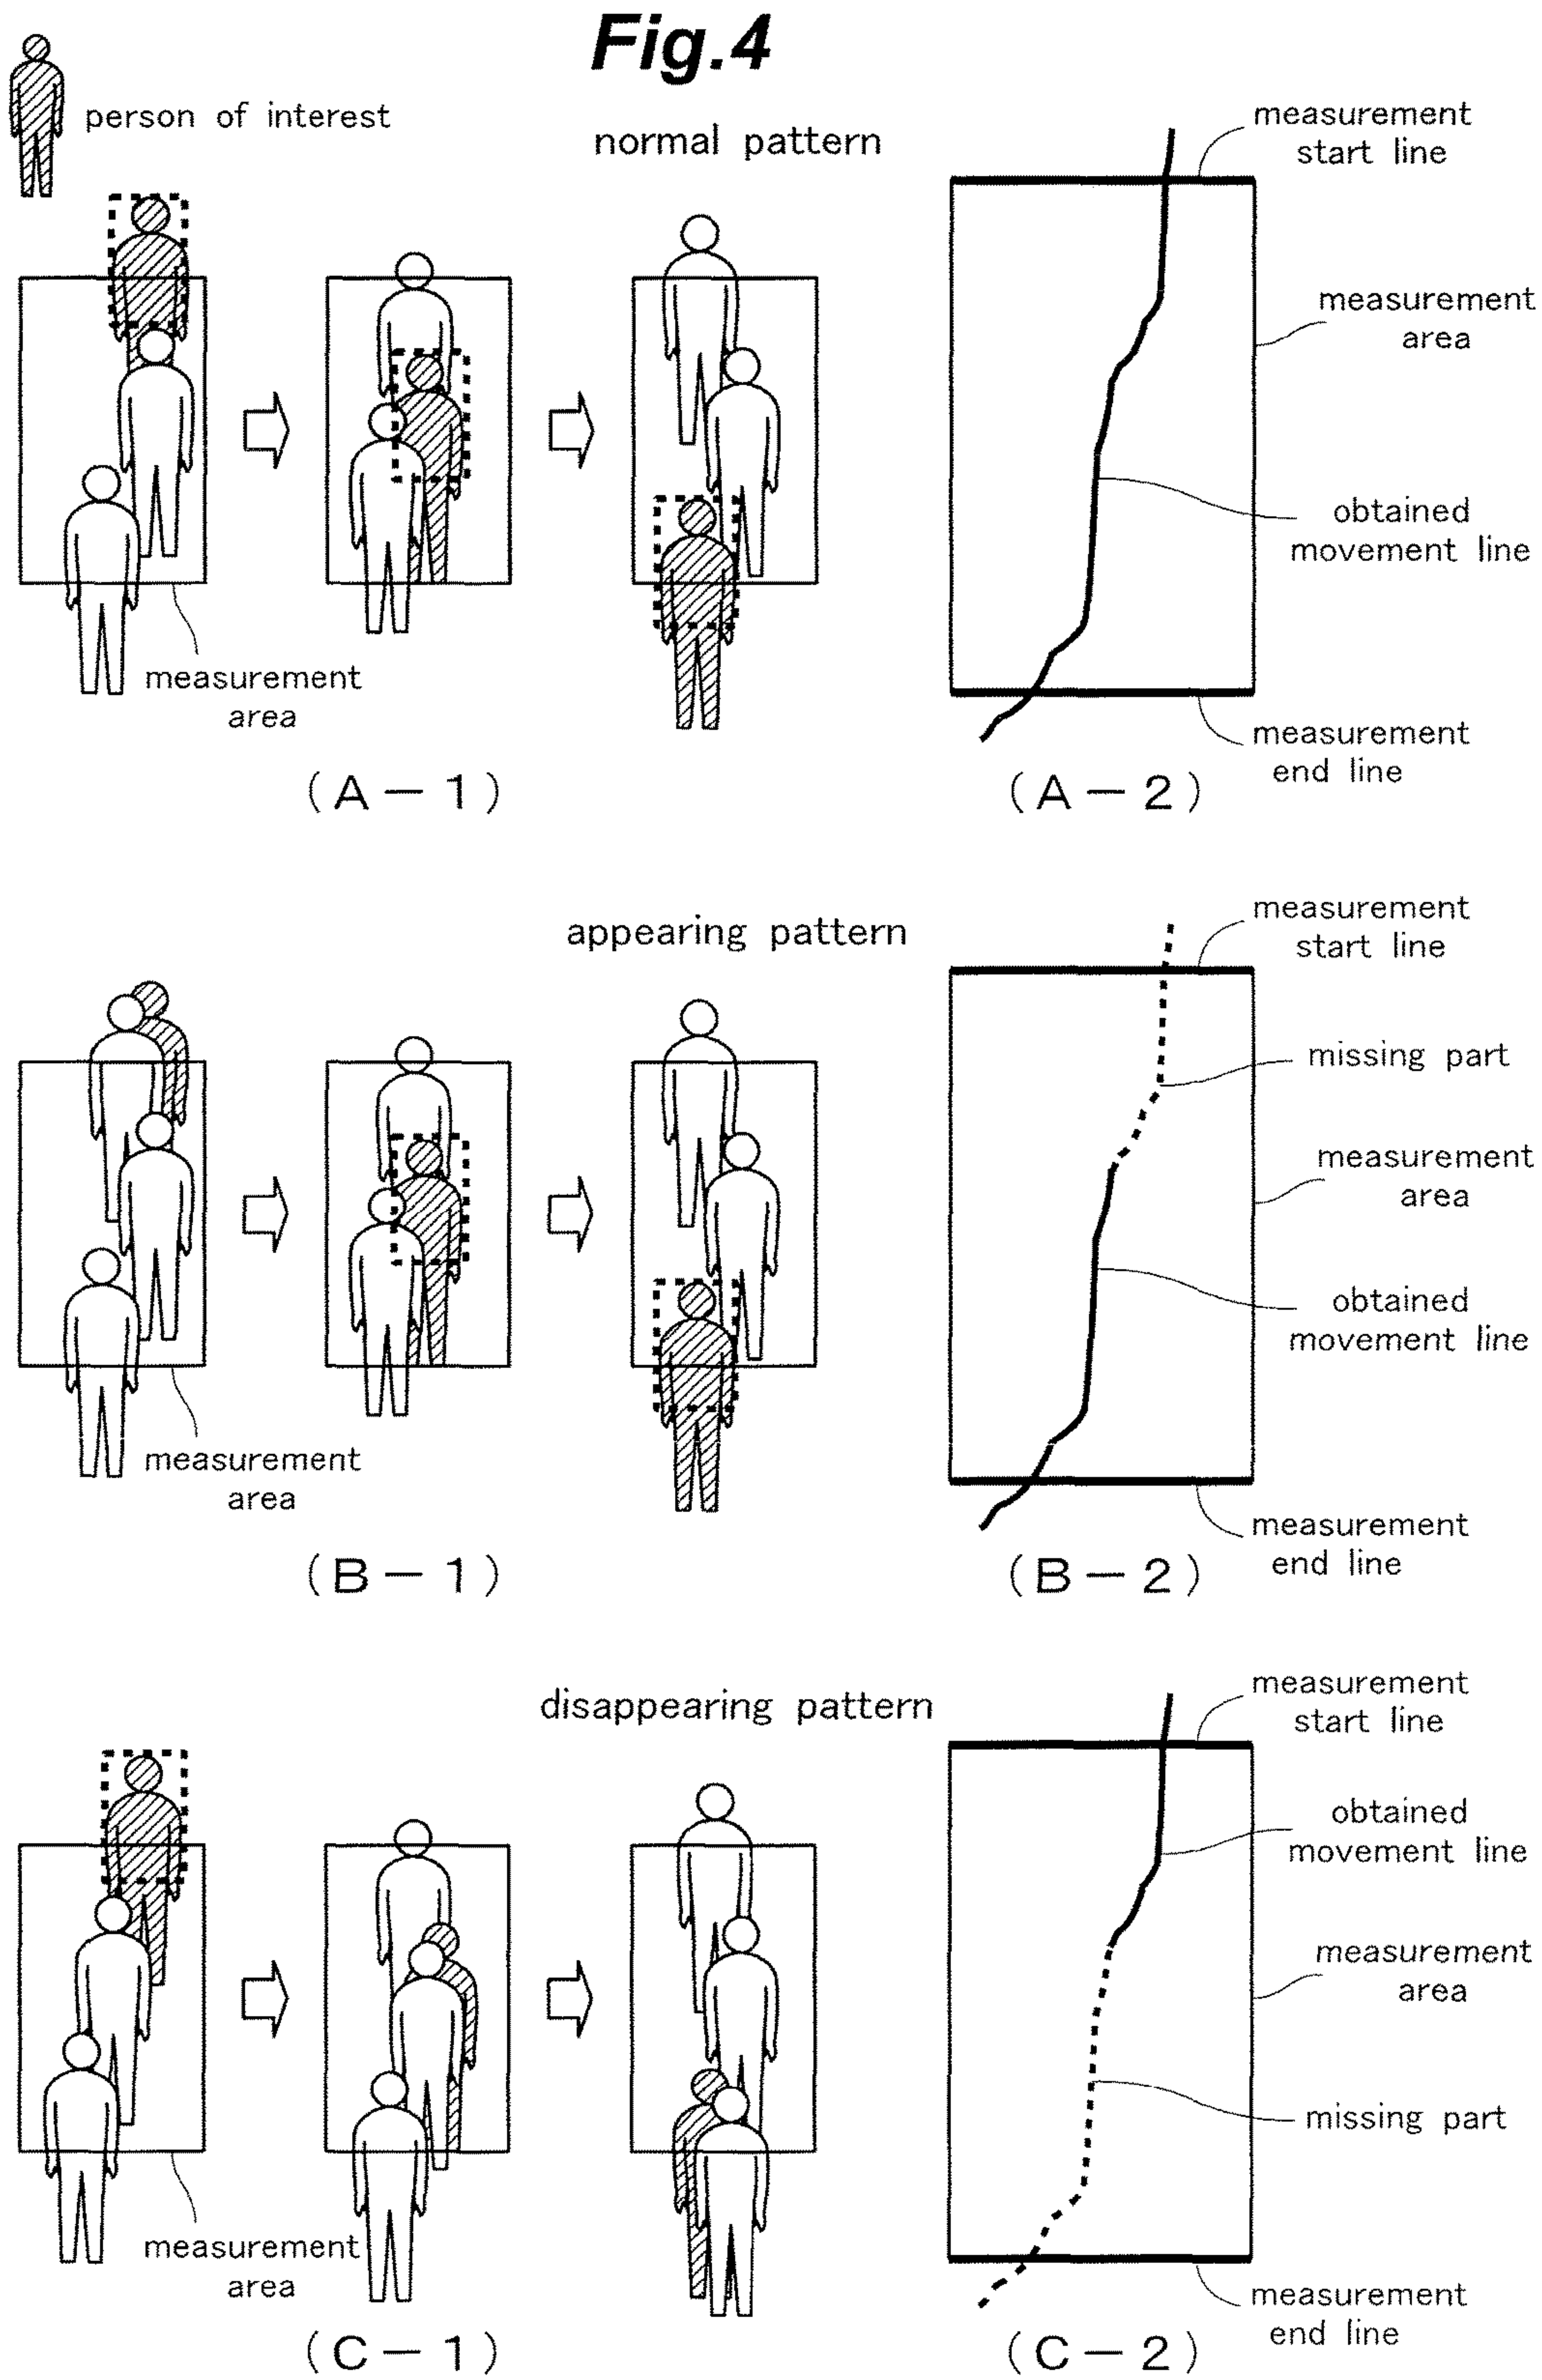 Fig.4
person of interest
normal pattern
measurement
start line
measurement
area
obtained
movement line
measurement
area
measurement
end line
(A－1)
(A－2)
appearing pattern
measurement
start line
missing part
measurement
area
obtained
movement line
measurement
area
measurement
end line
(B－1)
(B－2)
disappearing pattern
measurement
start line
obtained
movement line
measurement
area
missing part
measurement
area
measurement
end line
(C－1)
(C－2)